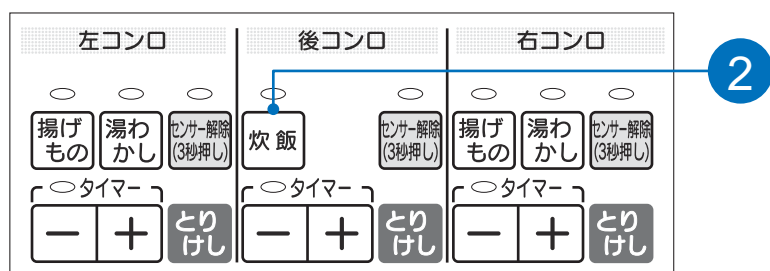 左コンロ 後コンロ 右コンロ
2
揚げもの 湯わかし センサー解除(3秒押し) 炊飯 センサー解除(3秒押し) 揚げもの 湯わかし センサー解除(3秒押し)
タイマー タイマー タイマー
− + とりけし − + とりけし − + とりけし